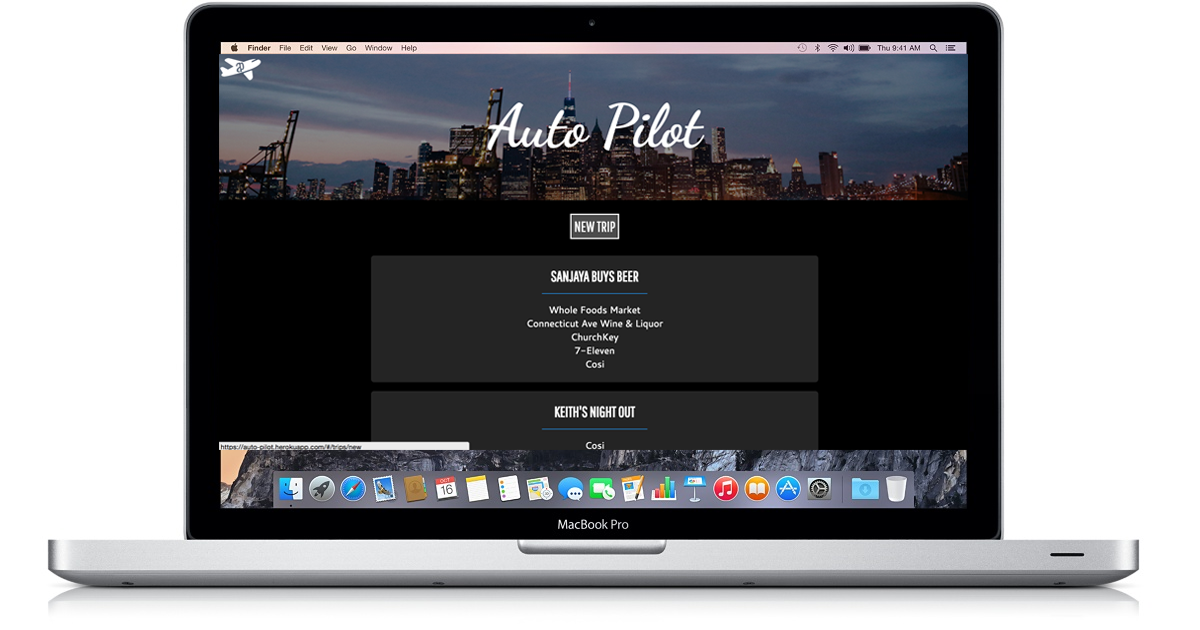 Finder File Edit View Go Window Help Thu 9:41 AM
Auto Pilot
NEW TRIP
SANJAYA BUYS BEER
Whole Foods Market
Connecticut Ave Wine & Liquor
ChurchKey
7-Eleven
Cosi
KEITH'S NIGHT OUT
Cosi
https://auto-pilot.herokuapp.com/#/trips/new
OCT
16
MacBook Pro